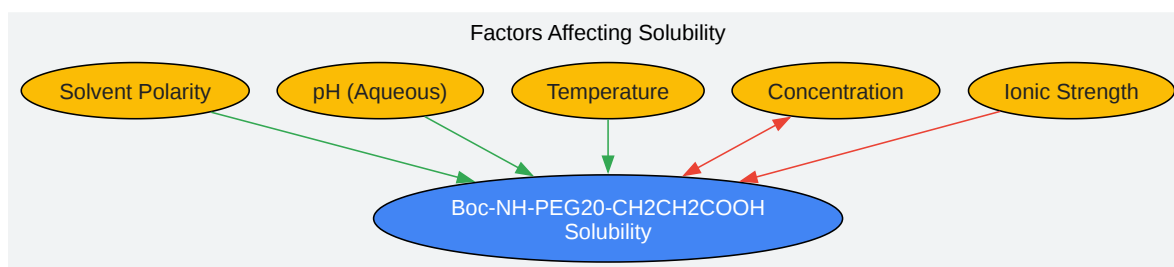 Factors Affecting Solubility
Solvent Polarity
pH (Aqueous)
Temperature
Concentration
Ionic Strength
Boc-NH-PEG20-CH2CH2COOH
Solubility